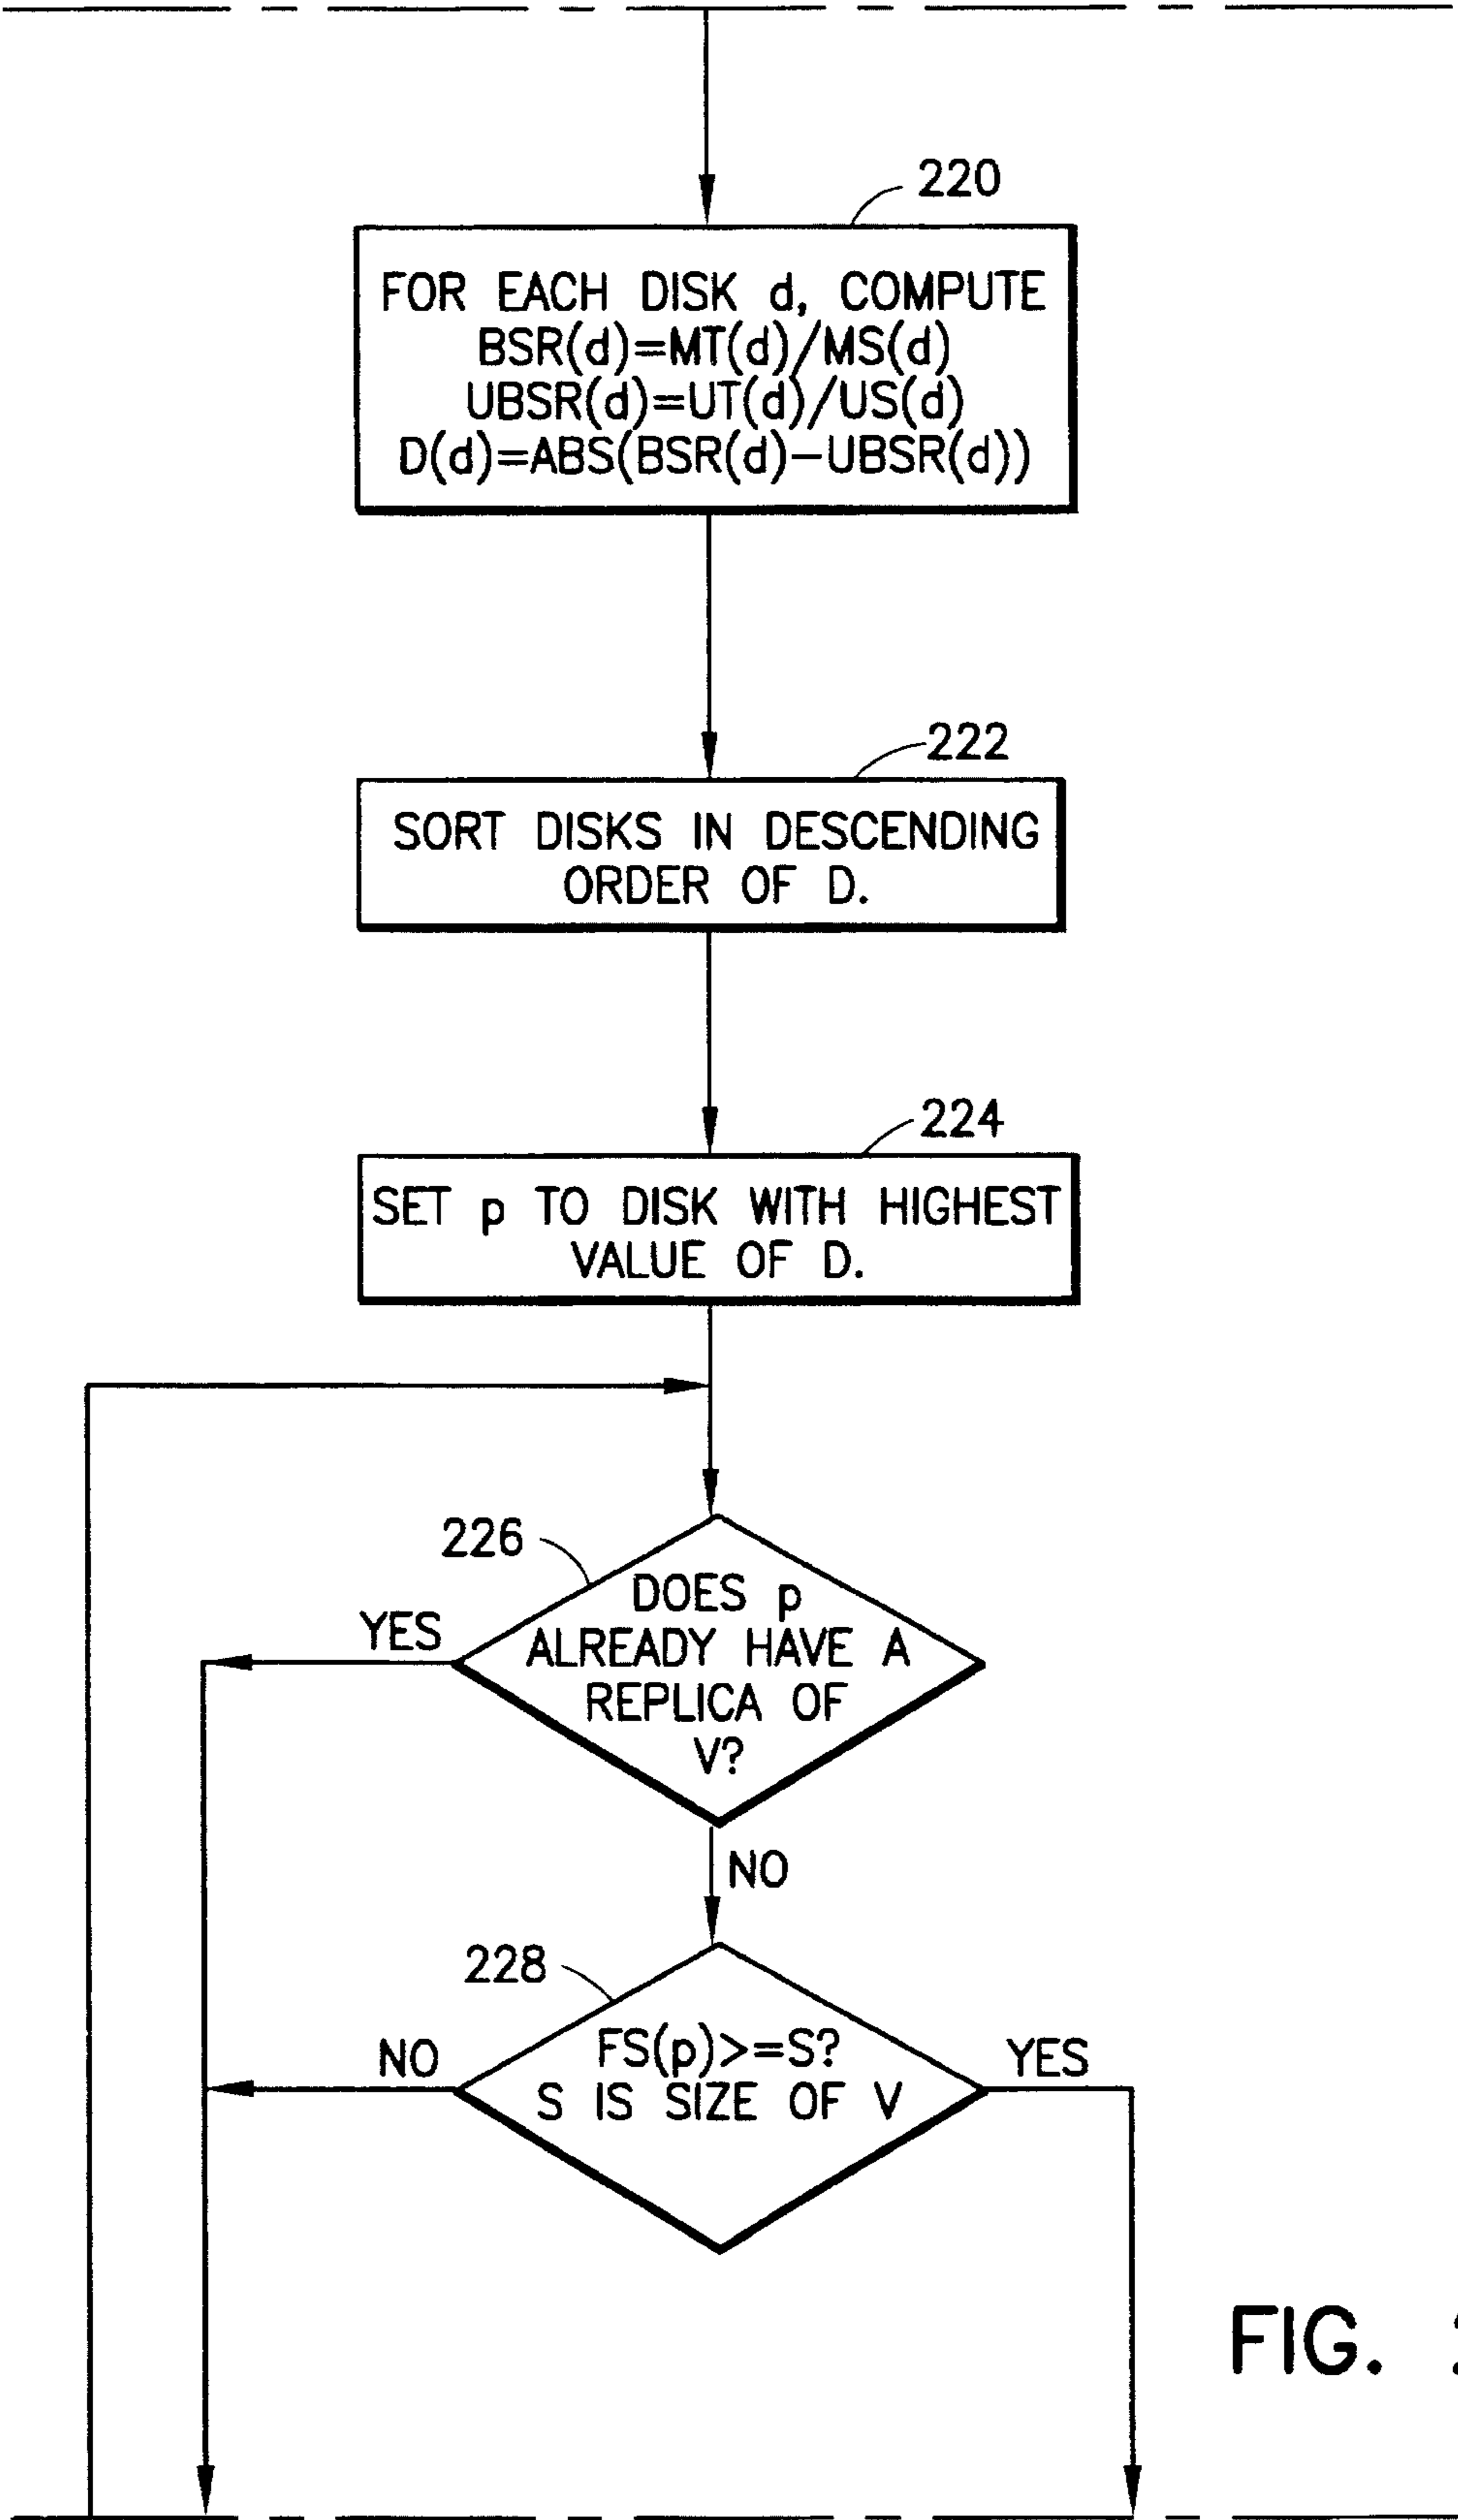 220
FOR EACH DISK d, COMPUTE
BSR(d)=MT(d)/MS(d)
UBSR(d)=UT(d)/US(d)
D(d)=ABS(BSR(d)-UBSR(d))
222
SORT DISKS IN DESCENDING
ORDER OF D.
224
SET p TO DISK WITH HIGHEST
VALUE OF D.
226
DOES p
YES
ALREADY HAVE A
REPLICA OF
V?
NO
228
FS(p)>=S?
NO
YES
S IS SIZE OF V
FIG.